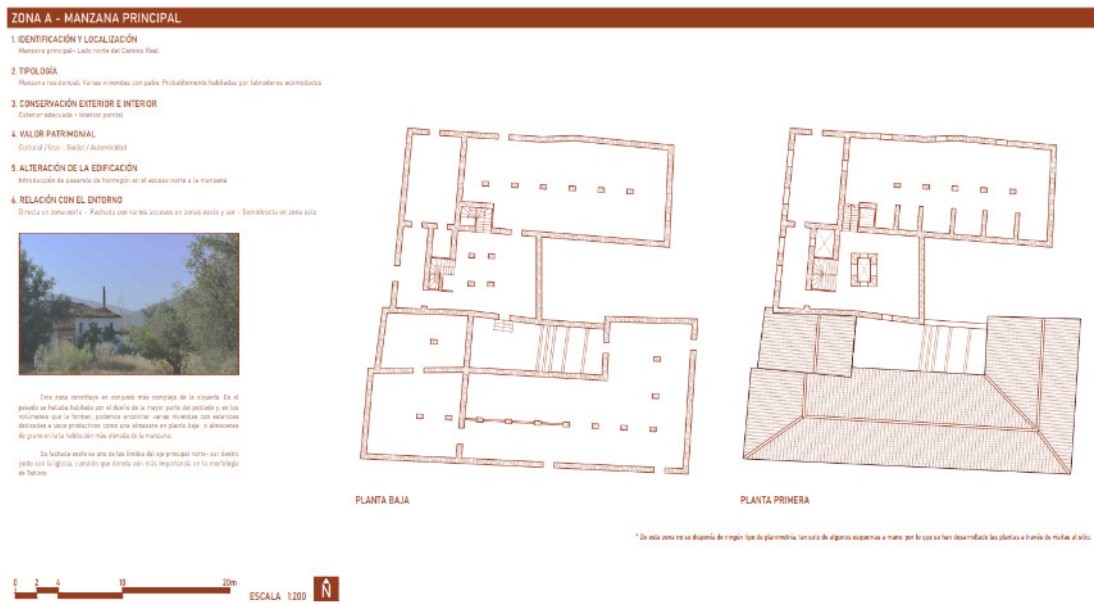 ZONA A - MANZANA PRINCIPAL
1. IDENTIFICACIÓN Y LOCALIZACIÓN
Manzana principal- Lado norte del Camino Real
2. TIPOLOGÍA
Manzana residencial. Varias viviendas con patio. Probablemente habitadas por labradores acomodados
3. CONSERVACIÓN EXTERIOR E INTERIOR
Exterior adecuada - interior parcial
4. VALOR PATRIMONIAL
Cultural / Uso - Social / Autenticidad
5. ALTERACIÓN DE LA EDIFICACIÓN
Introducción de pasarela de hormigón en el acceso norte a la manzana
6. RELACIÓN CON EL ENTORNO
Directa en zona norte - Fachada con varios accesos en zonas oeste y sur - Semidirecta en zona este
Esta zona constituye en conjunto más complejo de la alquería. En el
pasado se hallaba habitada por el dueño de la mayor parte del poblado y, en los
volúmenes que la forman, podemos encontrar varias viviendas con estancias
dedicadas a usos productivos como una almazara en planta baja o almacenes
de grano en la habitación más elevada de la manzana.
Su fachada oeste es uno de los límites del eje principal norte- sur dentro
junto con la iglesia, cuestión que denota aún más importancia en la morfología
de
PLANTA BAJA
PLANTA PRIMERA
* De esta zona no se disponía de ningún tipo de planimetría, tan solo de algunos esquemas a mano, por lo que se han desarrollado las plantas a través de visitas al sitio.
0 2 4 10 20m
ESCALA 1:200
N